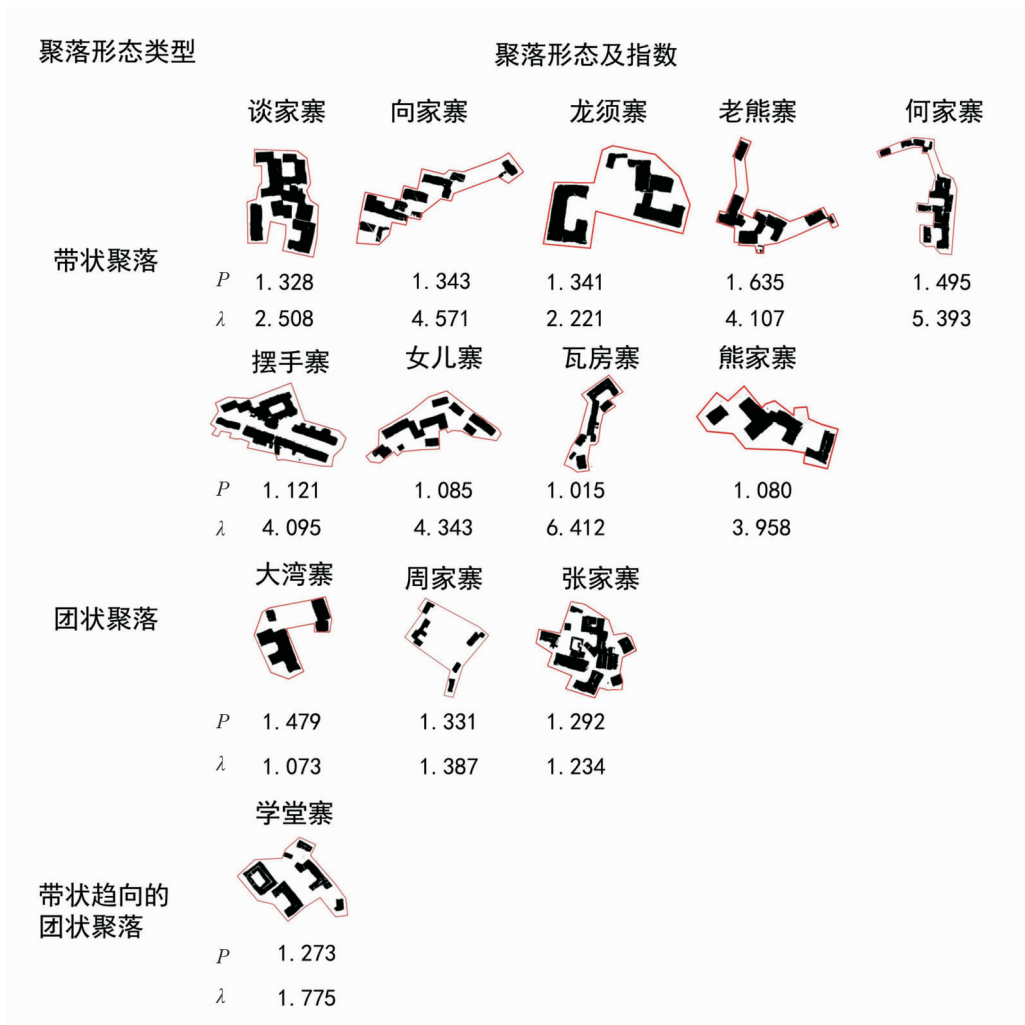 聚落形态类型 聚落形态及指数
谈家寨 向家寨 龙须寨 老熊寨 何家寨
带状聚落
P 1.328 1.343 1.341 1.635 1.495
λ 2.508 4.571 2.221 4.107 5.393
摆手寨 女儿寨 瓦房寨 熊家寨
P 1.121 1.085 1.015 1.080
λ 4.095 4.343 6.412 3.958
大湾寨 周家寨 张家寨
团状聚落
P 1.479 1.331 1.292
λ 1.073 1.387 1.234
学堂寨
带状趋向的
团状聚落
P 1.273
λ 1.775